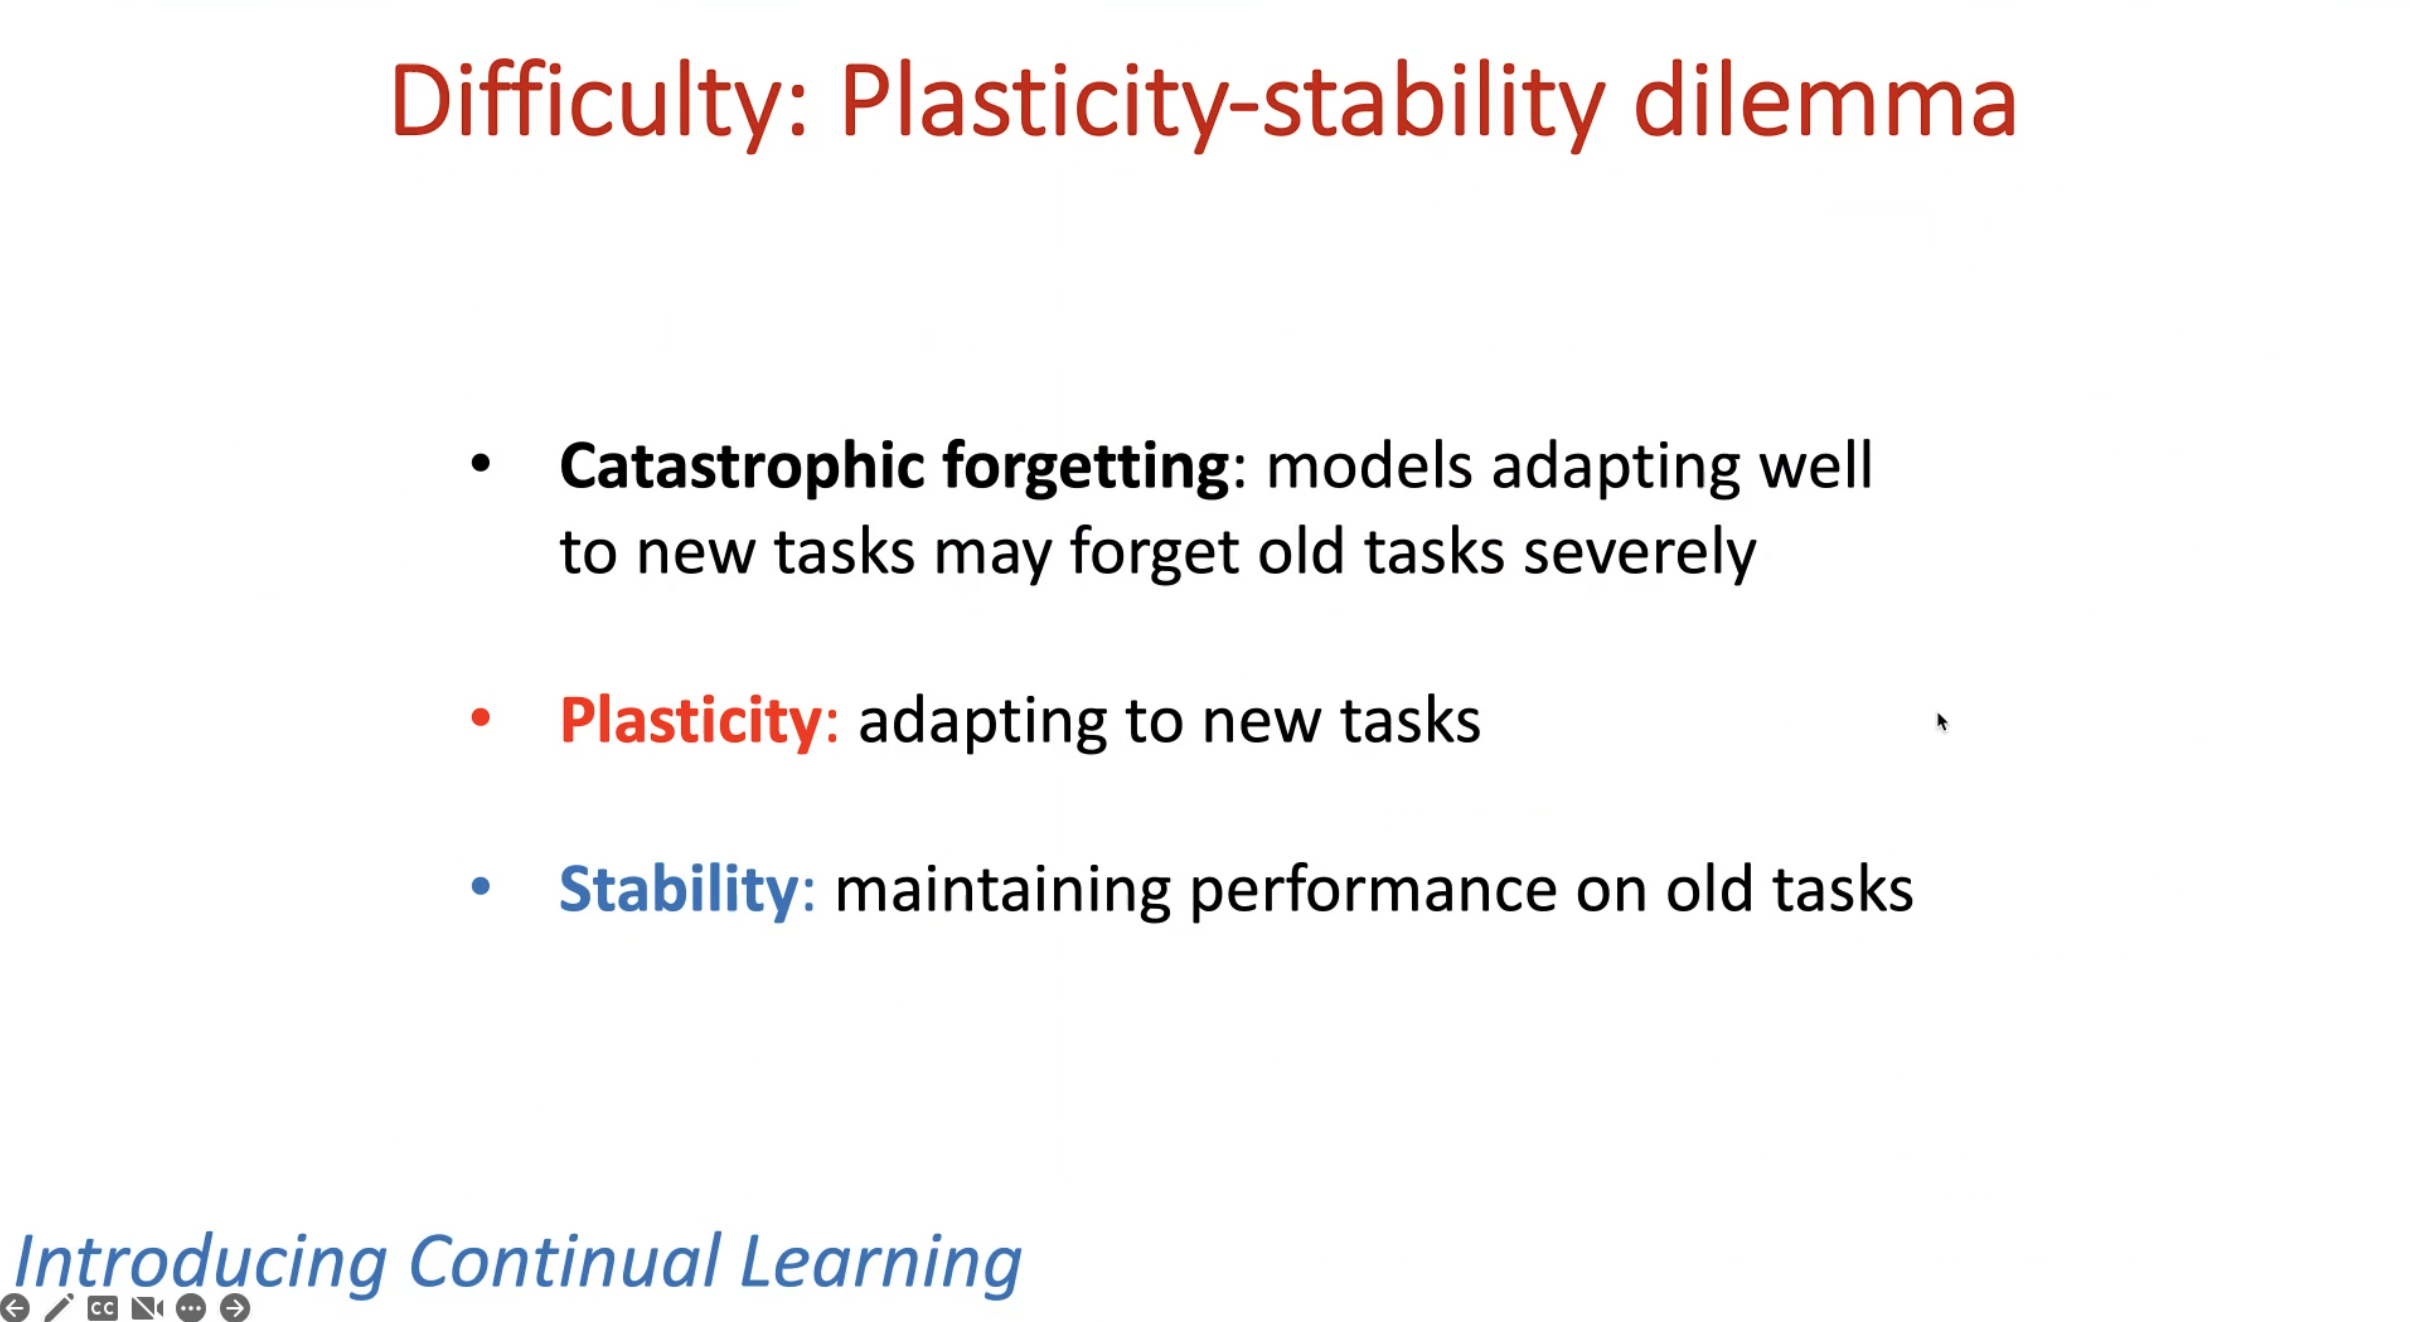 Difficulty: Plasticity-stability dilemma
• Catastrophic forgetting: models adapting well
to new tasks may forget old tasks severely
• Plasticity: adapting to new tasks
• Stability: maintaining performance on old tasks
Introducing Continual Learning
CC